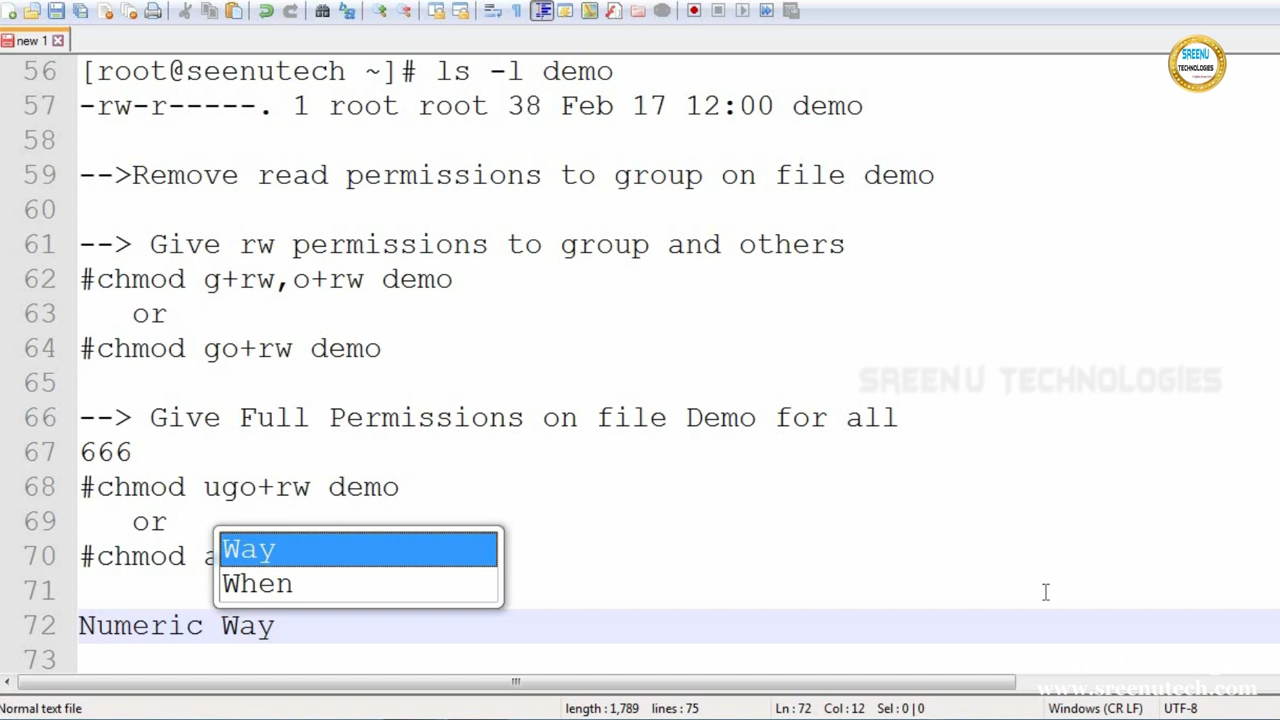 new 1
SREENU
TECHNOLOGIES
56 [root@seenutech ~]# ls -l demo
57 -rw-r-----. 1 root root 38 Feb 17 12:00 demo
58
59 -->Remove read permissions to group on file demo
60
61 --> Give rw permissions to group and others
62 #chmod g+rw,o+rw demo
63 or
64 #chmod go+rw demo
65
SREENU TECHNOLOGIES
66 --> Give Full Permissions on file Demo for all
67 666
68 #chmod ugo+rw demo
69 or
Way
70 #chmod
When
71
72 Numeric Way
73
www.sreenutech.com
Normal text file length : 1,789 lines : 75 Ln : 72 Col : 12 Sel : 0 | 0 Windows (CR LF) UTF-8